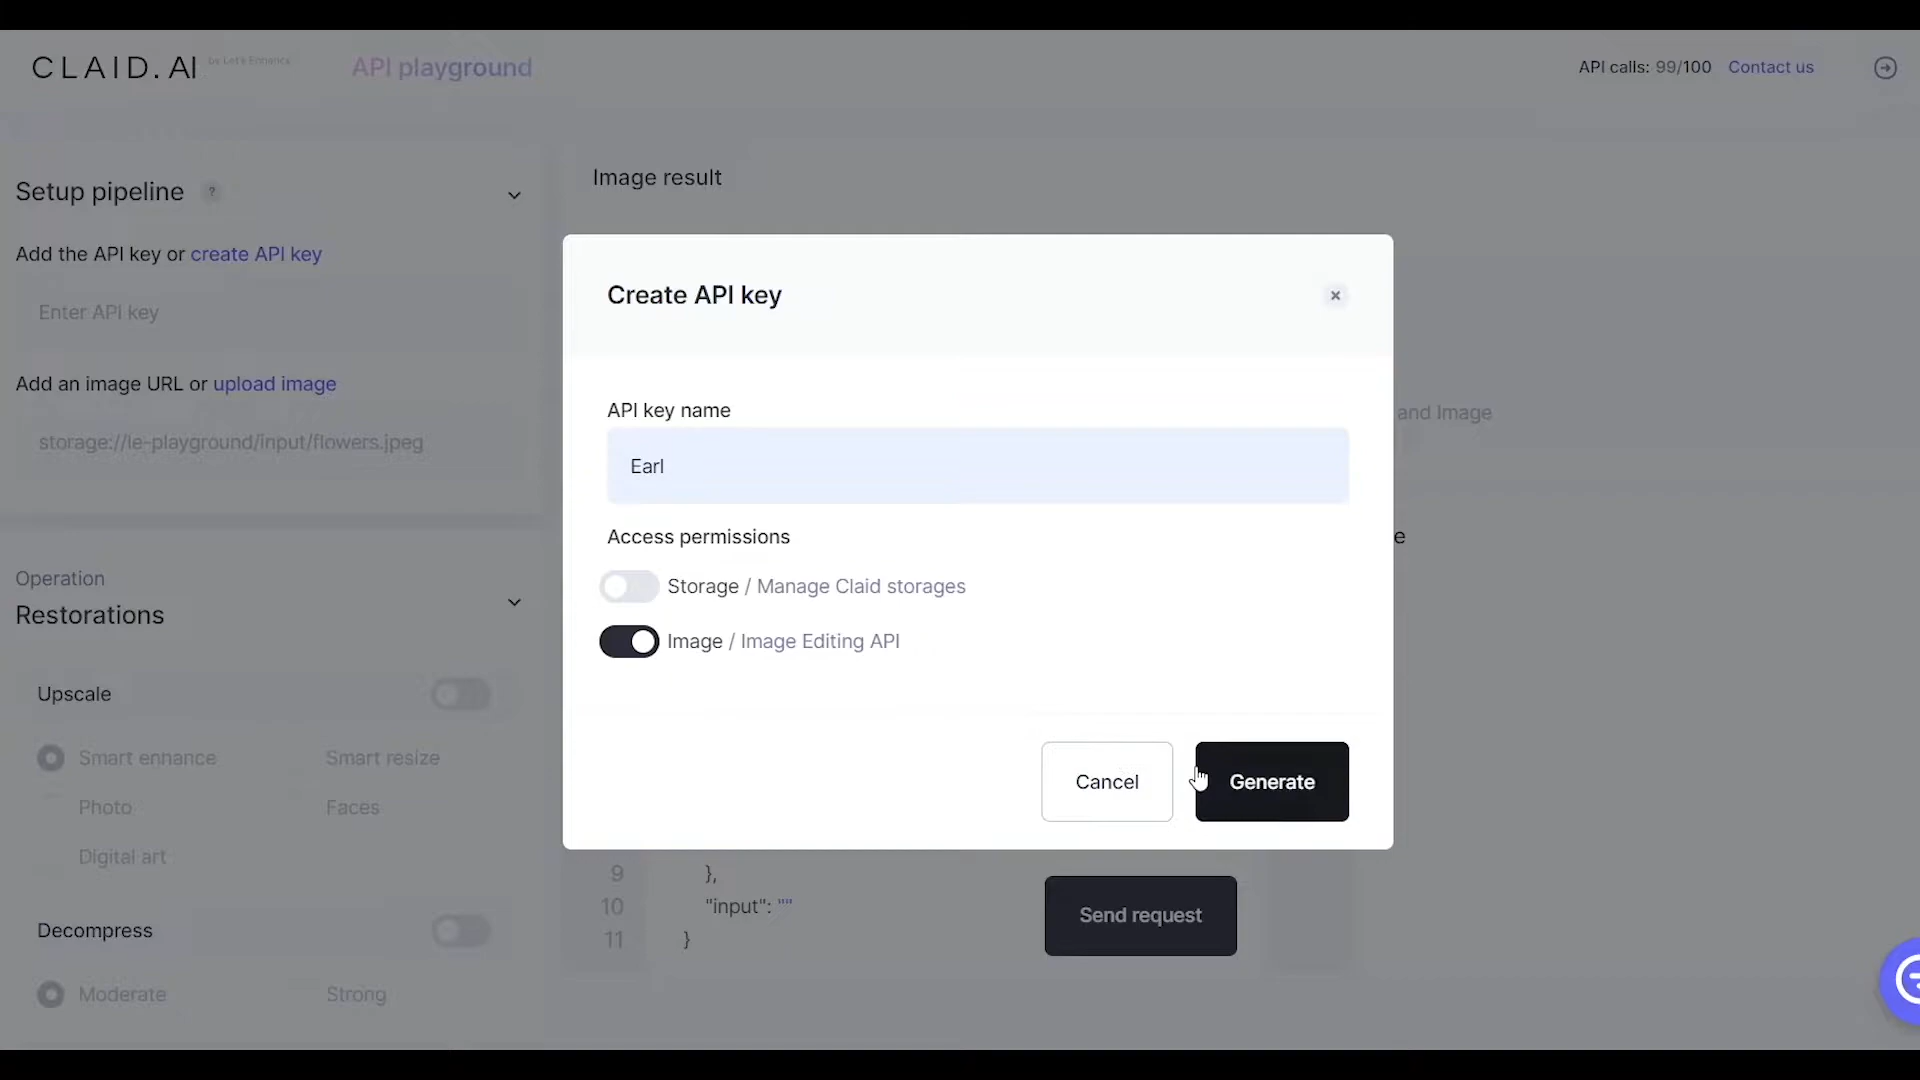 CLAID.AI by Let's Enhance
API playground
API calls: 99/100 Contact us
Setup pipeline ?
Add the API key or create API key
Enter API key
Add an image URL or upload image
storage://le-playground/input/flowers.jpeg
Operation
Restorations
Upscale
Smart enhance Smart resize
Photo Faces
Digital art
Decompress
Moderate Strong
Image result
and Image
e
Create API key
API key name
Earl
Access permissions
Storage / Manage Claid storages
Image / Image Editing API
Cancel Generate
9 },
10 "input": ""
11 }
Send request